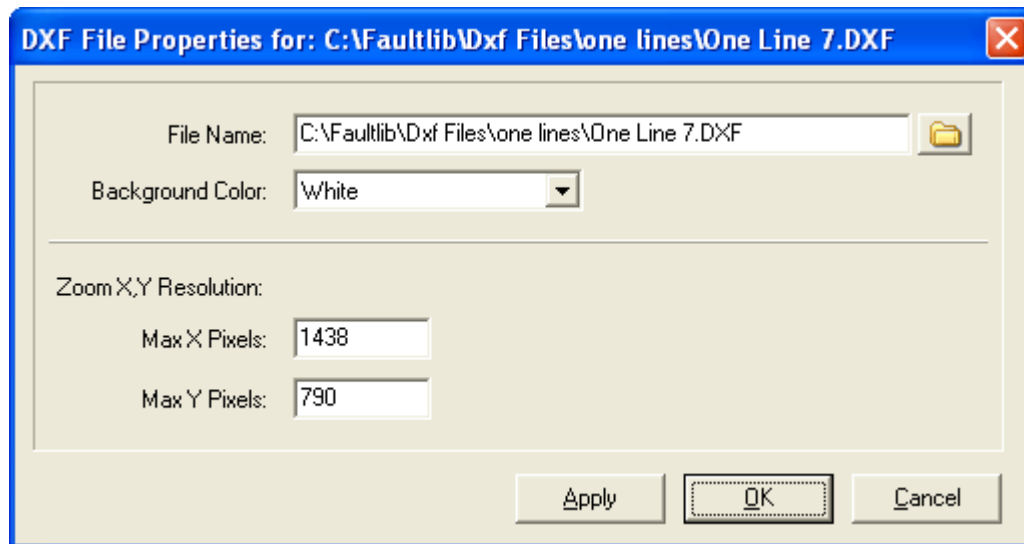 DXF File Properties for: C:\Faultlib\Dxf Files\one lines\One Line 7.DXF
File Name: C:\Faultlib\Dxf Files\one lines\One Line 7.DXF
Background Color: White
Zoom X,Y Resolution:
Max X Pixels: 1438
Max Y Pixels: 790
Apply OK Cancel